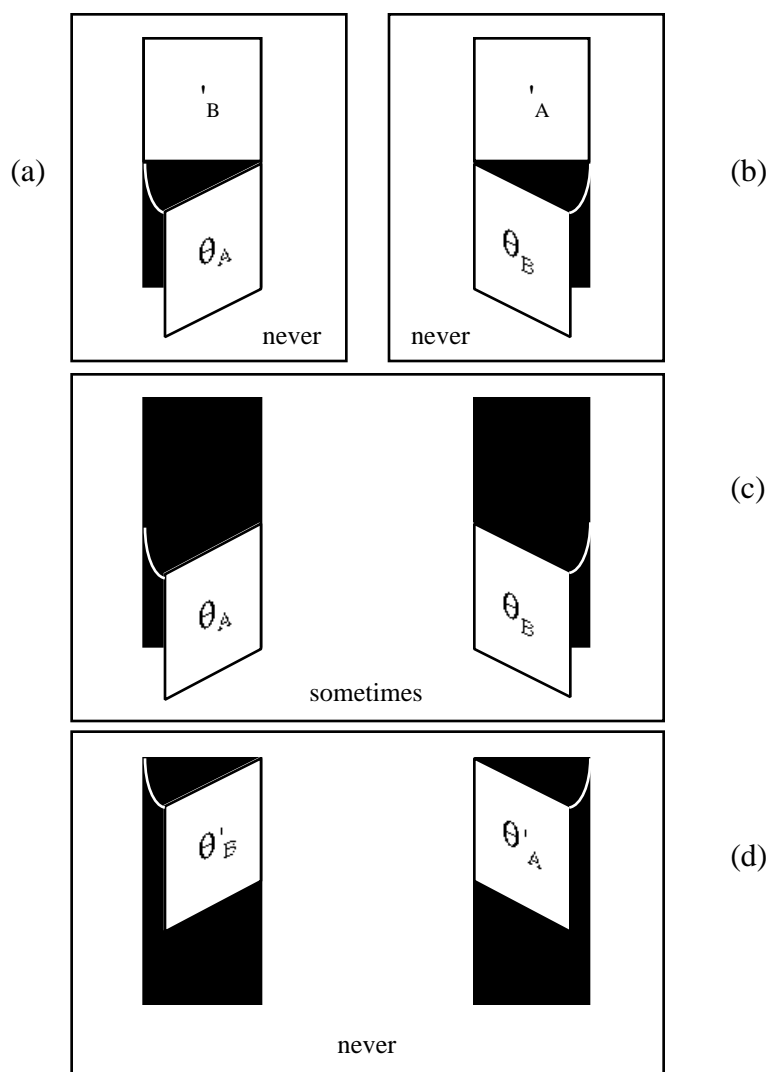 'B
'A
(a)
(b)
θA
θB
never
never
(c)
θA
θB
sometimes
θ'B
θ'A
(d)
never